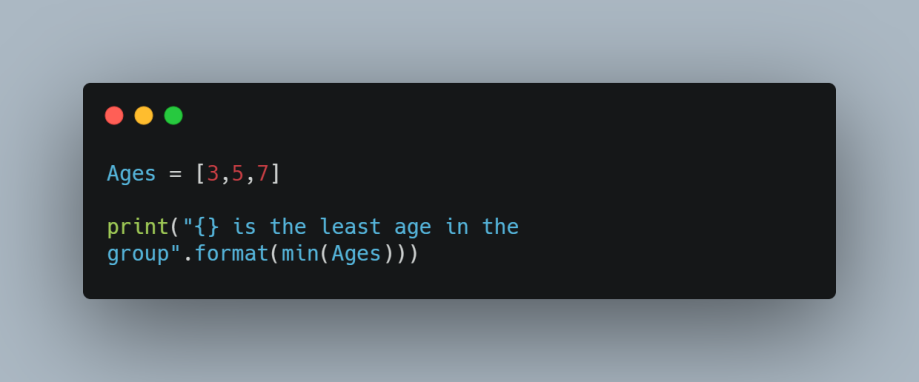 Ages = [3,5,7]
print("{} is the least age in the
group".format(min(Ages)))